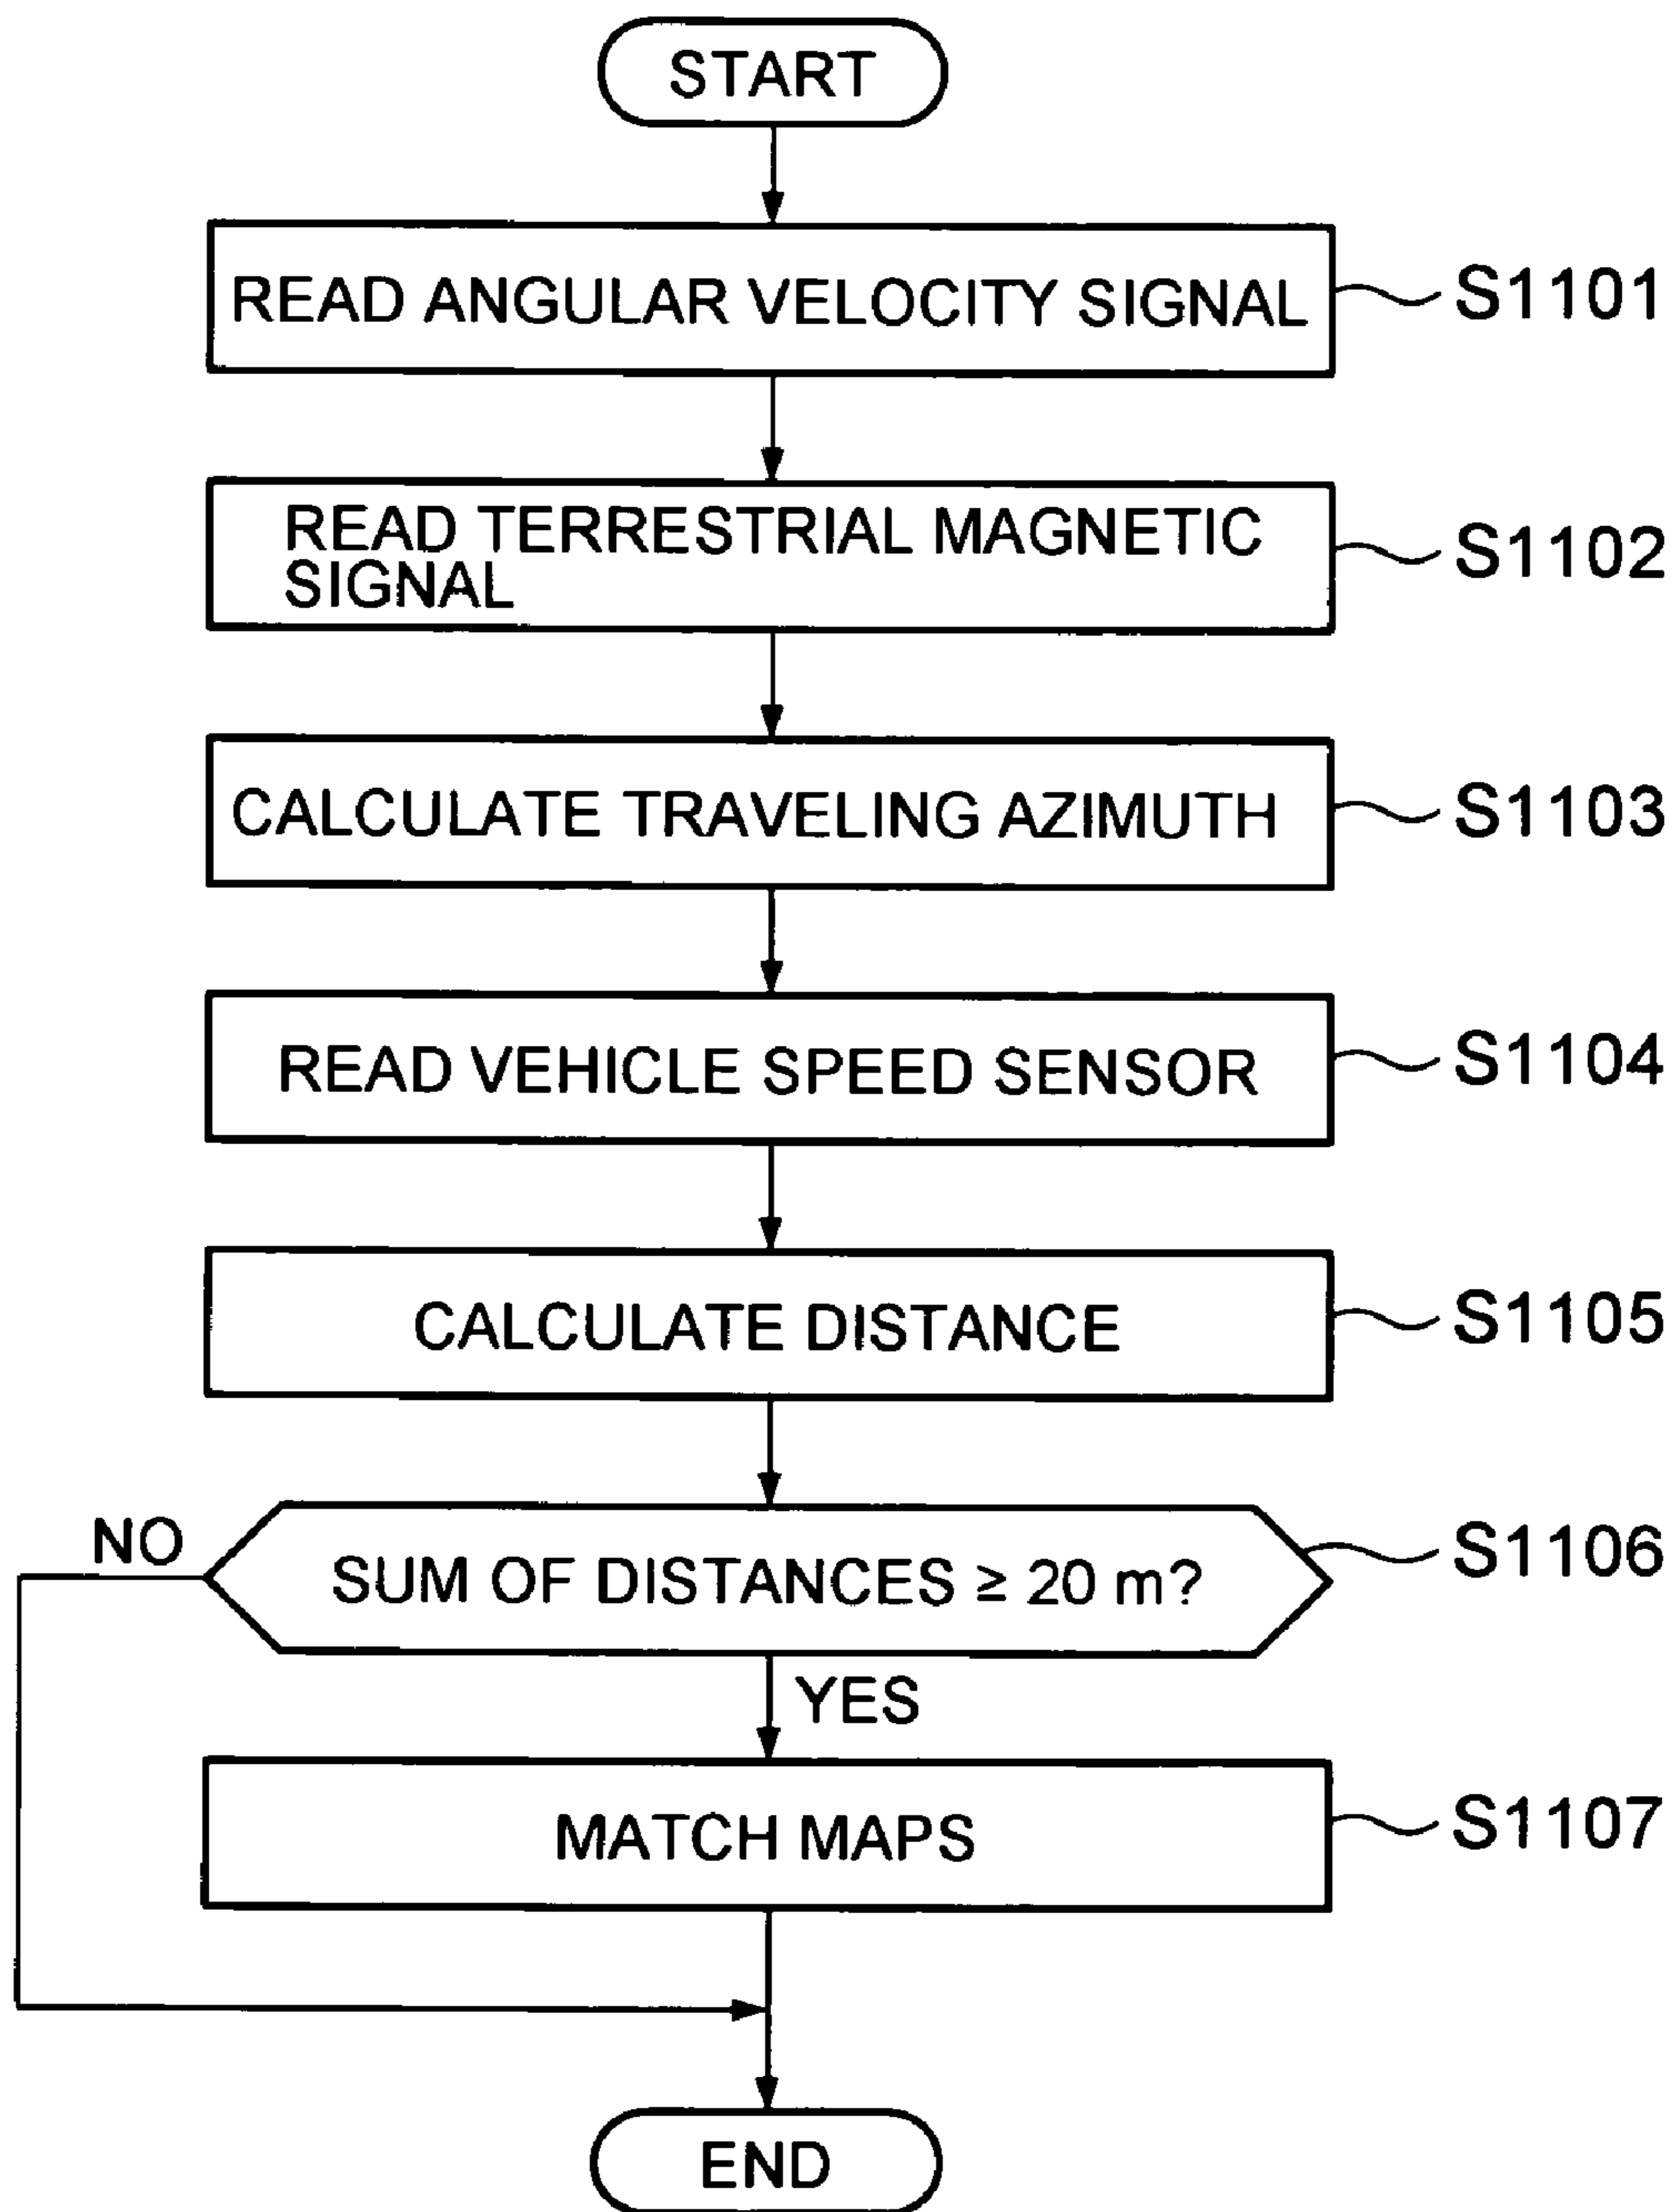 START
READ ANGULAR VELOCITY SIGNAL
S1101
READ TERRESTRIAL MAGNETIC
SIGNAL
S1102
CALCULATE TRAVELING AZIMUTH
S1103
READ VEHICLE SPEED SENSOR
S1104
CALCULATE DISTANCE
S1105
NO
SUM OF DISTANCES ≥ 20 m?
S1106
YES
MATCH MAPS
S1107
END